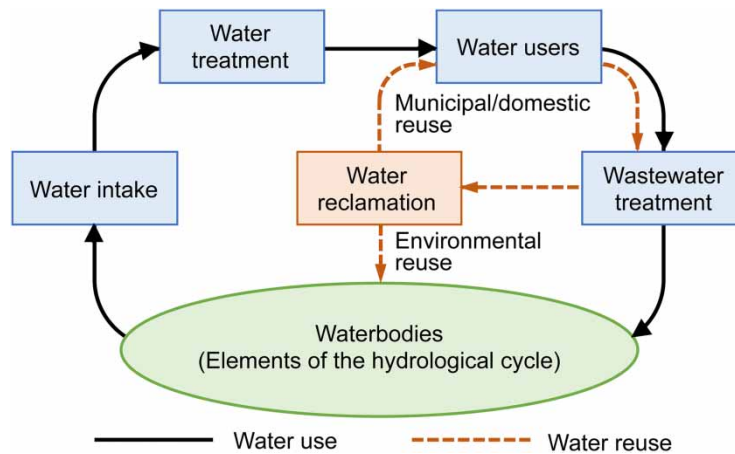 Water
treatment
Water users
Municipal/domestic
reuse
Water intake
Water
reclamation
Wastewater
treatment
Environmental
reuse
Waterbodies
(Elements of the hydrological cycle)
Water use
Water reuse